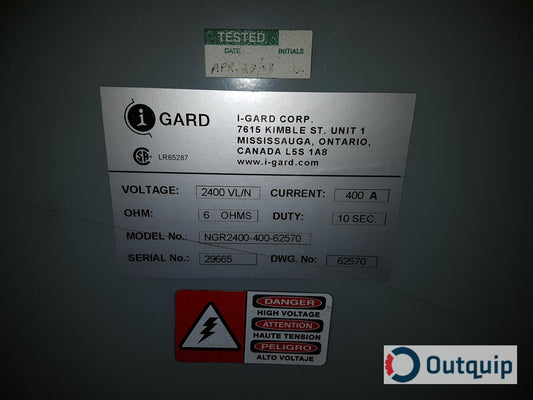 TESTED
DATE INITIALS
i GARD
I-GARD CORP.
7615 KIMBLE ST. UNIT 1
MISSISSAUGA, ONTARIO,
CANADA L5S 1A8
www.i-gard.com
LR65287
VOLTAGE: 2400 VL/N CURRENT: 400 A
OHM: 6 OHMS DUTY: 10 SEC.
MODEL No.: NGR2400-400-62570
SERIAL No.: 29665 DWG. No: 62570
DANGER
HIGH VOLTAGE
ATTENTION
HAUTE TENSION
PELIGRO
ALTO VOLTAJE
Outquip